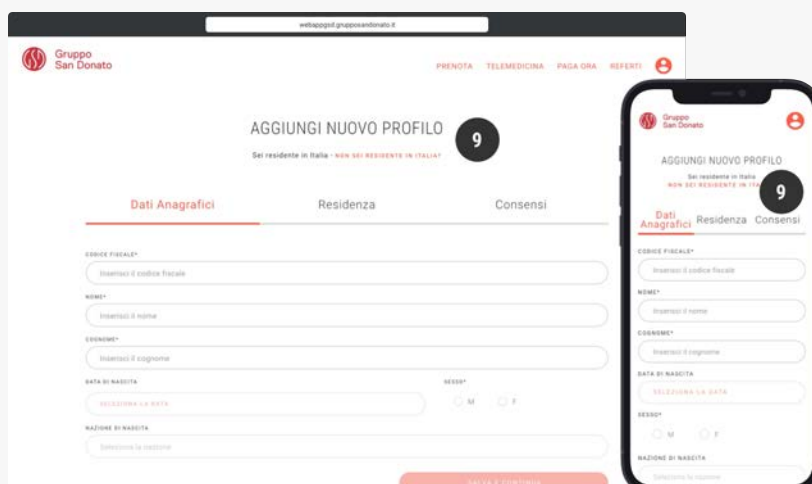 webappgsd.grupposandonato.it
Gruppo
San Donato
PRENOTA TELEMEDICINA PAGA ORA REFERTI
AGGIUNGI NUOVO PROFILO
9
Sei residente in Italia - NON SEI RESIDENTE IN ITALIA?
Dati Anagrafici Residenza Consensi
CODICE FISCALE*
Inserisci il codice fiscale
NOME*
Inserisci il nome
COGNOME*
Inserisci il cognome
DATA DI NASCITA SESSO*
SELEZIONA LA DATA M F
NAZIONE DI NASCITA
Seleziona la nazione
SALVA E CONTINUA
Gruppo
San Donato
AGGIUNGI NUOVO PROFILO
Sei residente in Italia
NON SEI RESIDENTE IN ITA
9
Dati
Anagrafici Residenza Consensi
CODICE FISCALE*
Inserisci il codice fiscale
NOME*
Inserisci il nome
COGNOME*
Inserisci il cognome
DATA DI NASCITA
SELEZIONA LA DATA
SESSO*
M F
NAZIONE DI NASCITA
Seleziona la nazione